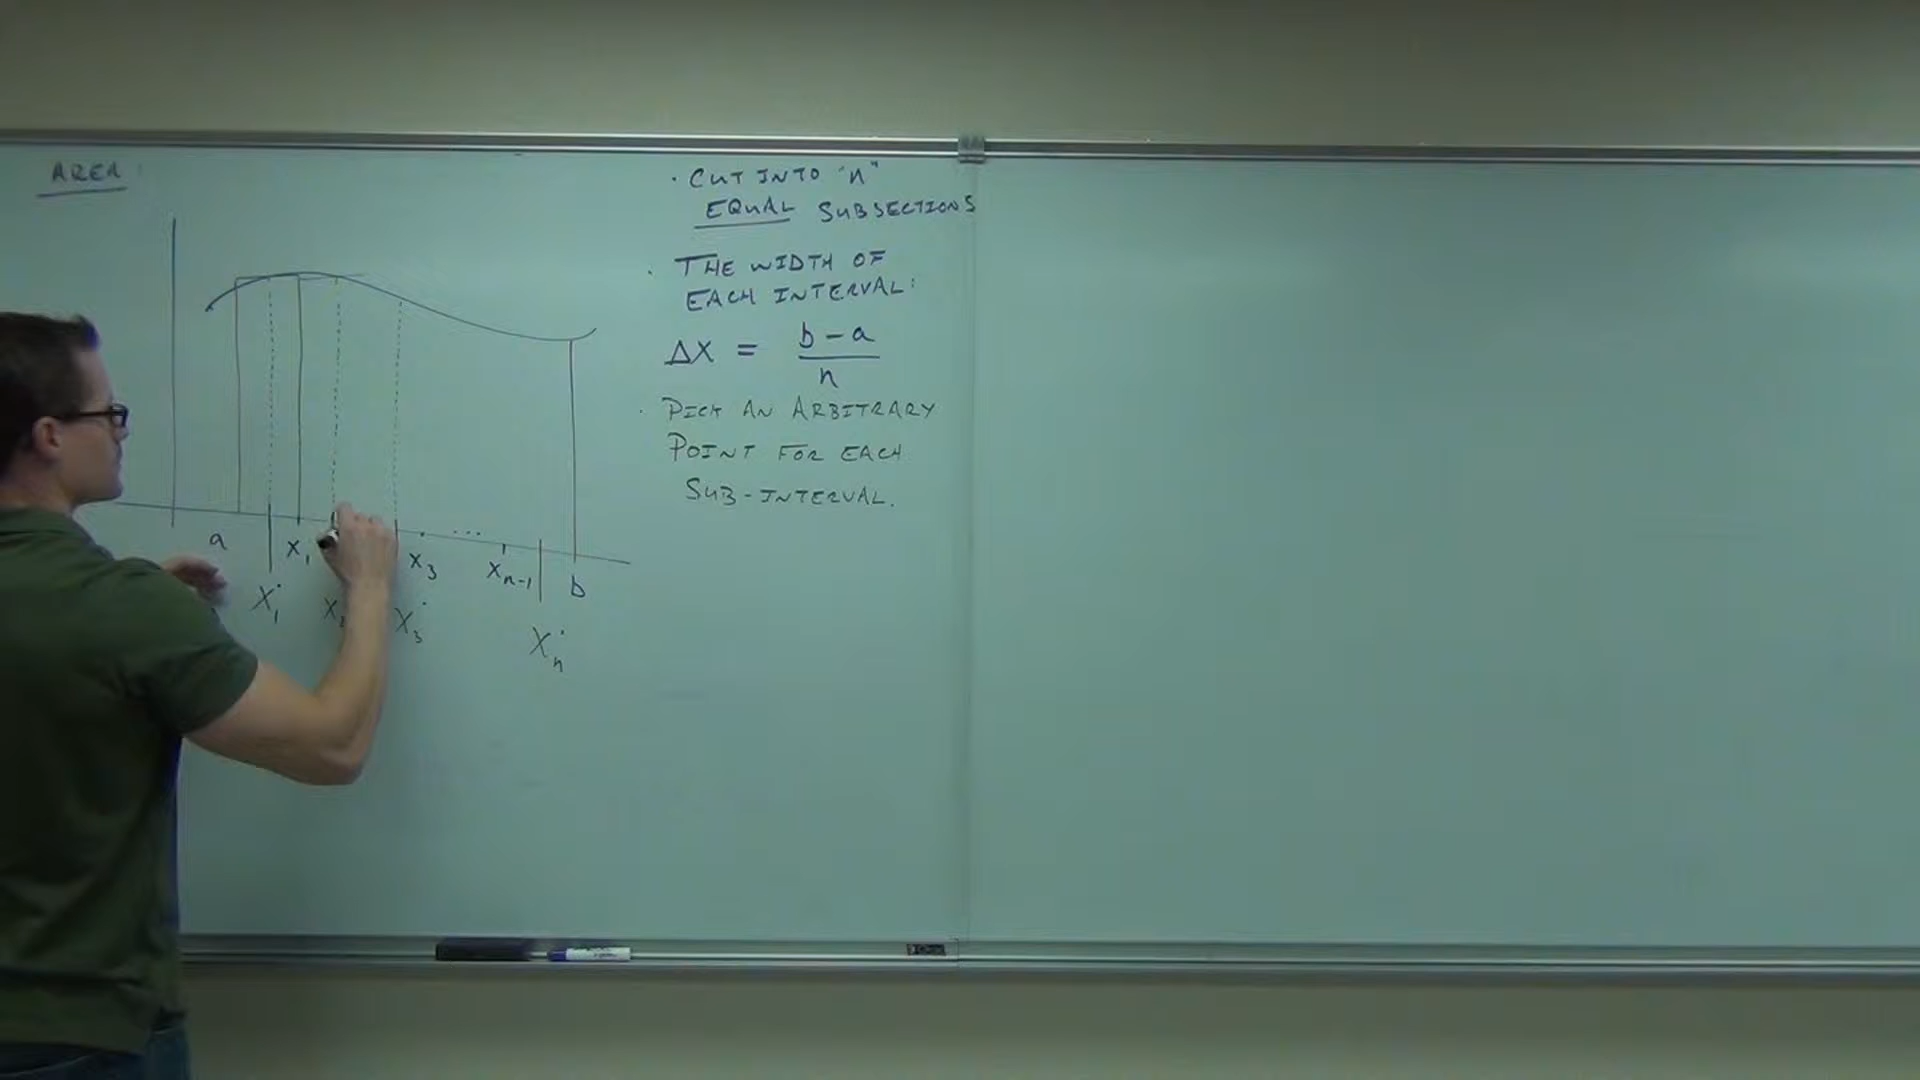 AREA:
· CUT INTO "n"
EQUAL SUBSECTIONS
· THE WIDTH OF
EACH INTERVAL:
ΔX = b-a
n
· PICK AN ARBITRARY
POINT FOR EACH
SUB-INTERVAL.
a X₁ X₃ ... Xₙ₋₁ b
X₁* X₂ X₃* Xₙ*